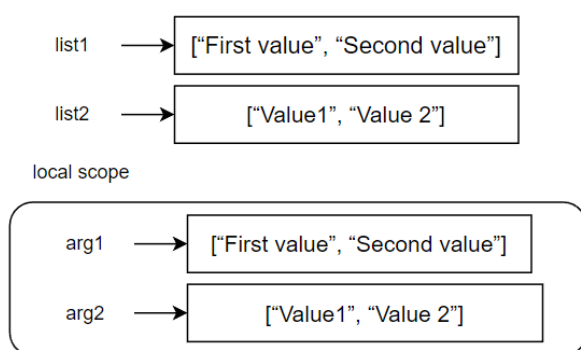 list1 [“First value”, “Second value”]
list2 [“Value1”, “Value 2”]
local scope
arg1 [“First value”, “Second value”]
arg2 [“Value1”, “Value 2”]